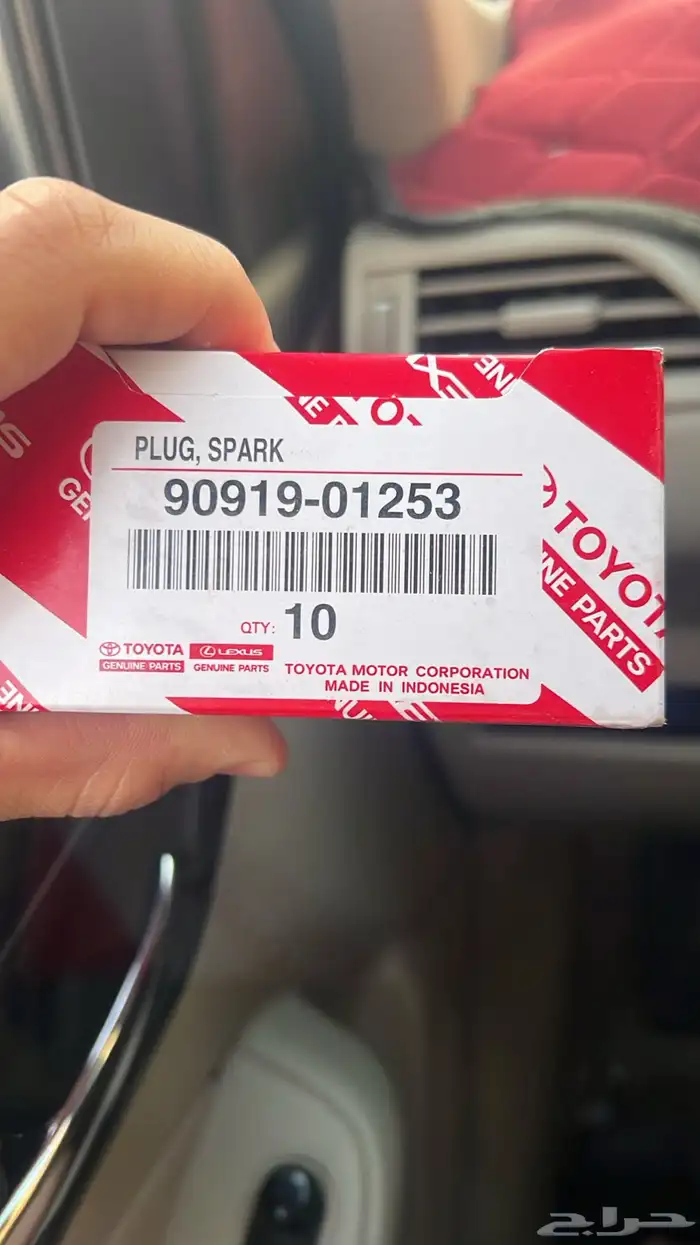 PLUG, SPARK
90919-01253
QTY: 10
TOYOTA
GENUINE PARTS
LEXUS
GENUINE PARTS
TOYOTA MOTOR CORPORATION
MADE IN INDONESIA
TOYOTA
INE PARTS
حراج